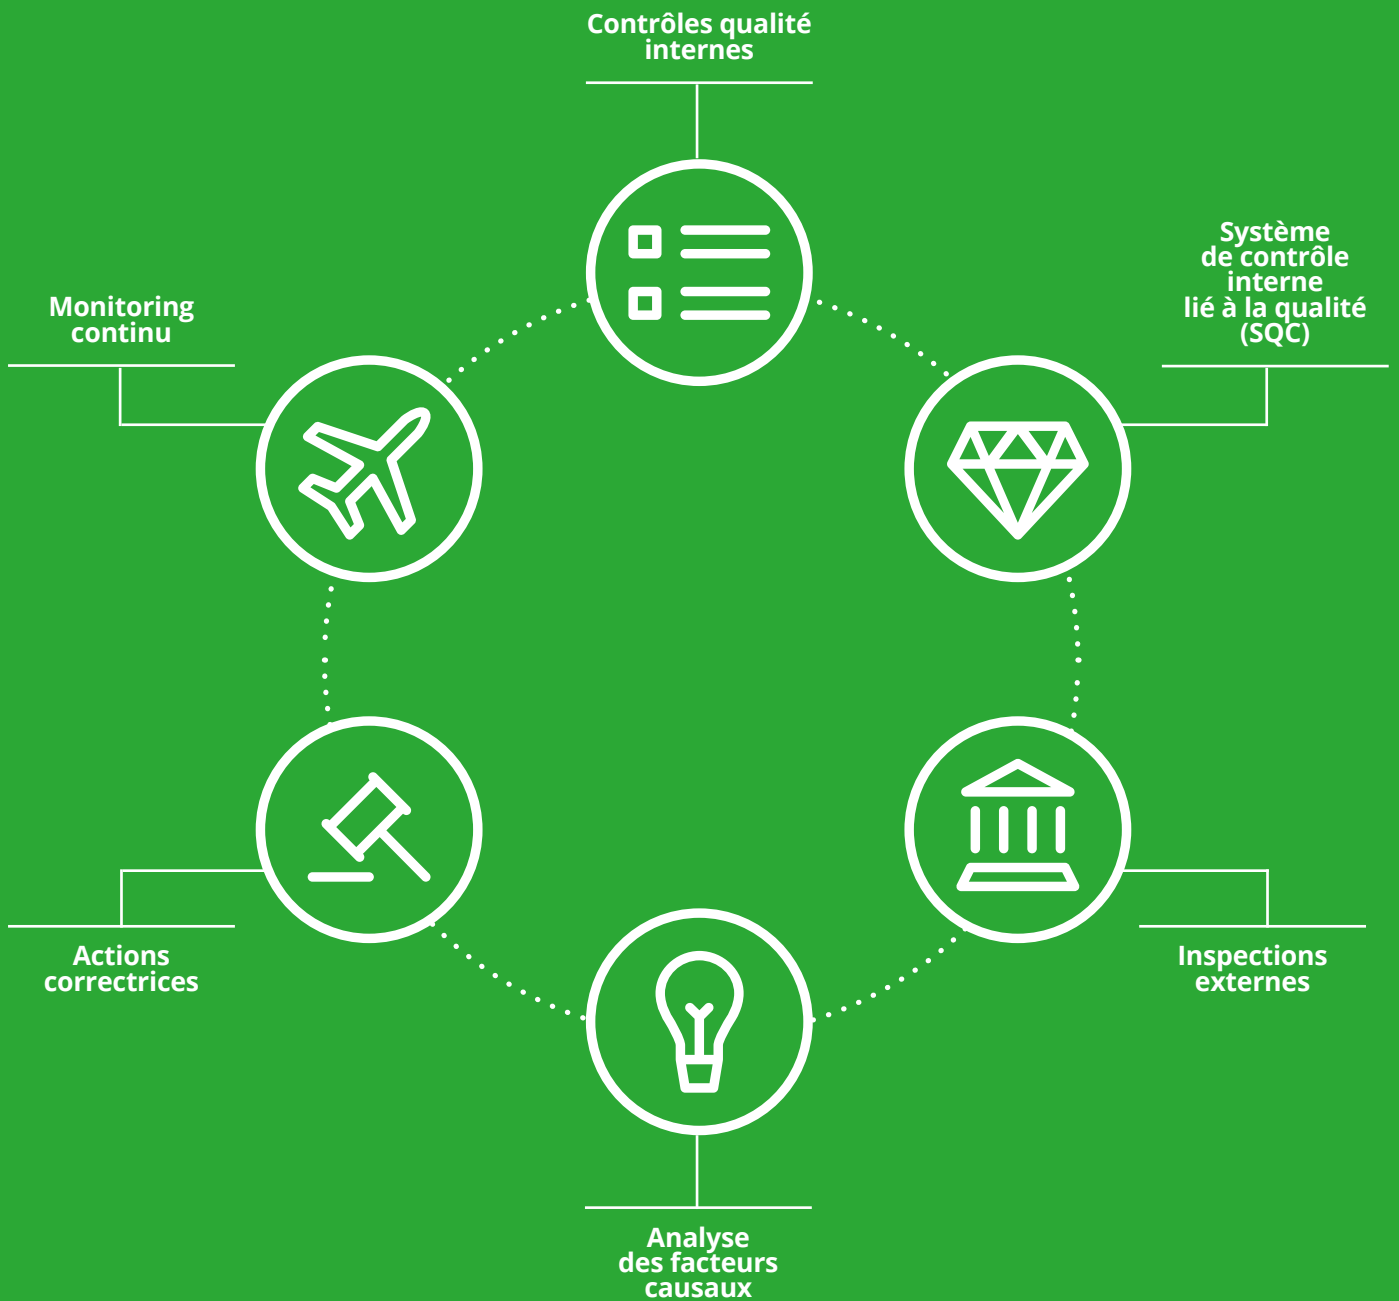 Contrôles qualité
internes
Système
de contrôle
interne
lié à la qualité
(SQC)
Monitoring
continu
Actions
correctrices
Inspections
externes
Analyse
des facteurs
causaux